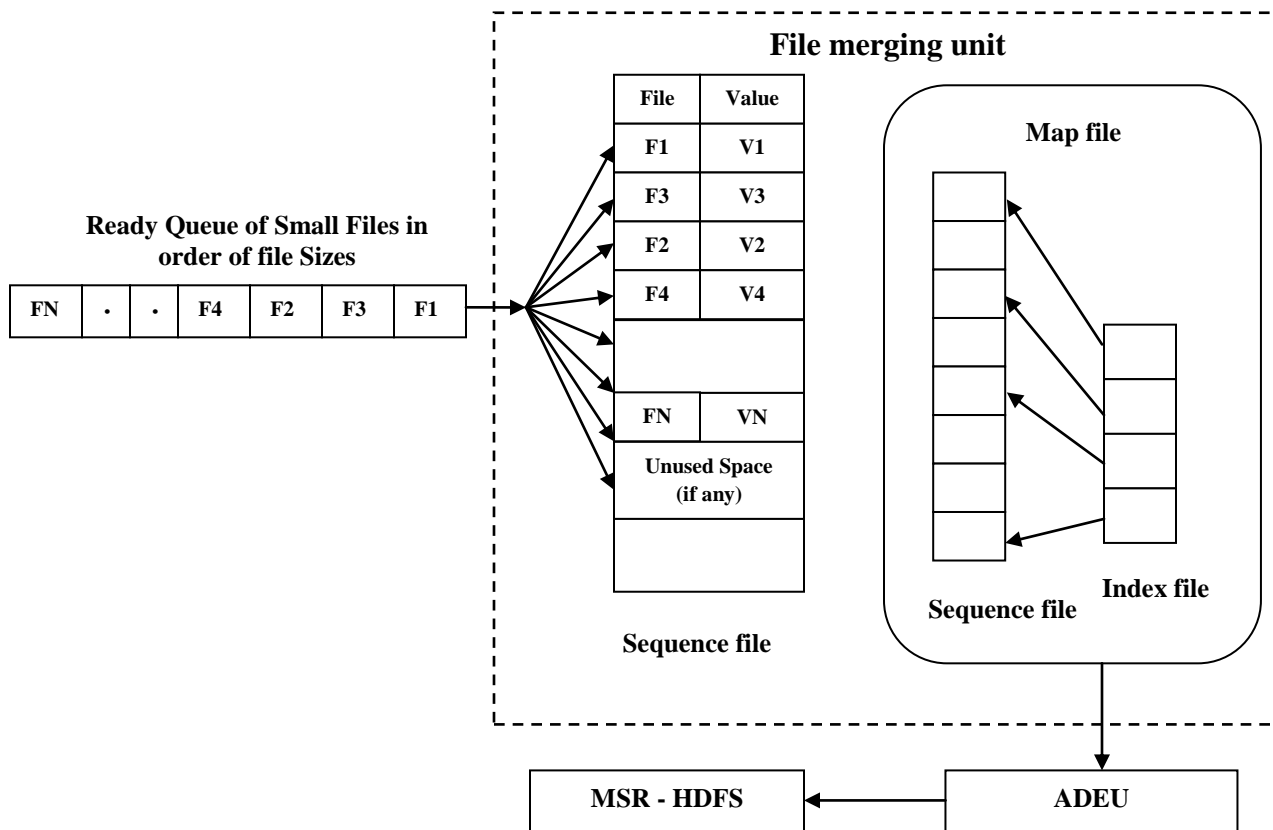 File merging unit
Ready Queue of Small Files in
order of file Sizes
FN . . F4 F2 F3 F1
File Value
F1 V1
F3 V3
F2 V2
F4 V4
FN VN
Unused Space
(if any)
Sequence file
Map file
Sequence file
Index file
MSR - HDFS
ADEU